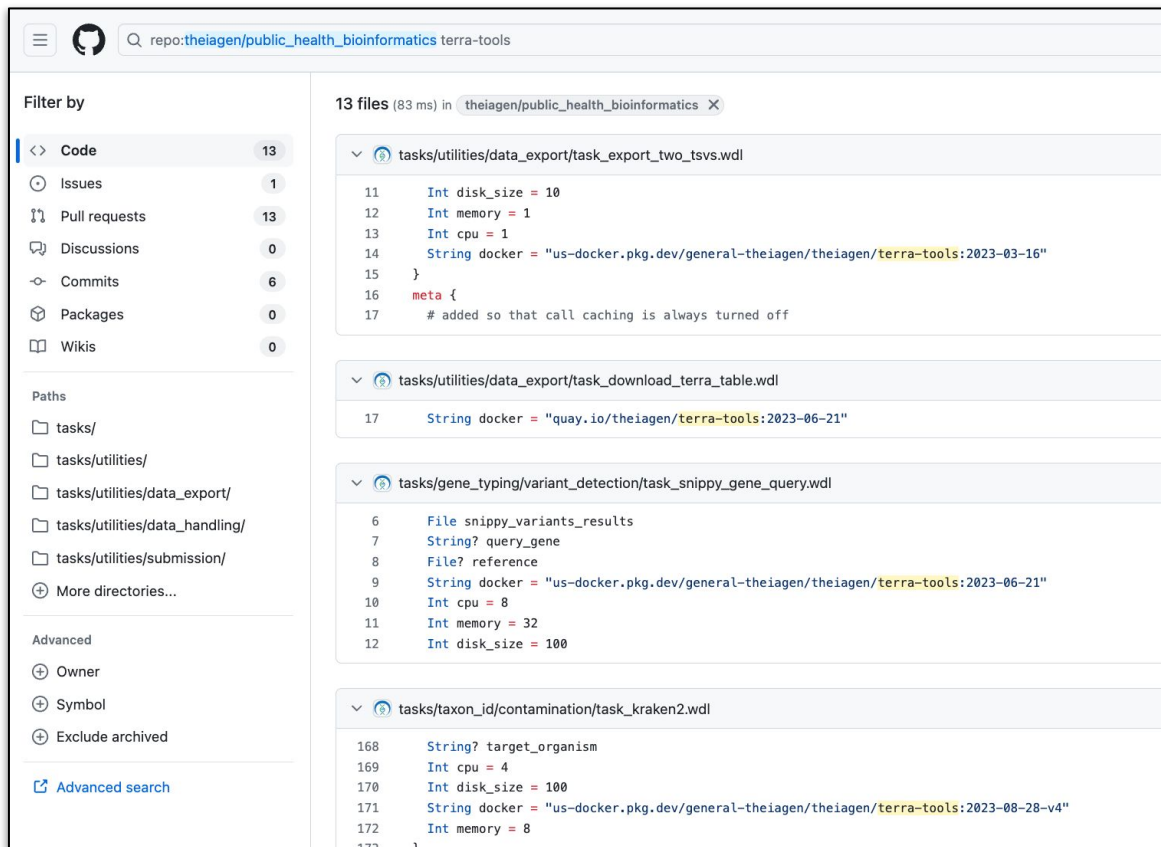 repo:theiagen/public_health_bioinformatics terra-tools
Filter by
Code 13
Issues 1
Pull requests 13
Discussions 0
Commits 6
Packages 0
Wikis 0
Paths
tasks/
tasks/utilities/
tasks/utilities/data_export/
tasks/utilities/data_handling/
tasks/utilities/submission/
More directories...
Advanced
Owner
Symbol
Exclude archived
Advanced search
13 files (83 ms) in theiagen/public_health_bioinformatics
tasks/utilities/data_export/task_export_two_tsvs.wdl
11 Int disk_size = 10
12 Int memory = 1
13 Int cpu = 1
14 String docker = "us-docker.pkg.dev/general-theiagen/theiagen/terra-tools:2023-03-16"
15 }
16 meta {
17 # added so that call caching is always turned off
tasks/utilities/data_export/task_download_terra_table.wdl
17 String docker = "quay.io/theiagen/terra-tools:2023-06-21"
tasks/gene_typing/variant_detection/task_snippy_gene_query.wdl
6 File snippy_variants_results
7 String? query_gene
8 File? reference
9 String docker = "us-docker.pkg.dev/general-theiagen/theiagen/terra-tools:2023-06-21"
10 Int cpu = 8
11 Int memory = 32
12 Int disk_size = 100
tasks/taxon_id/contamination/task_kraken2.wdl
168 String? target_organism
169 Int cpu = 4
170 Int disk_size = 100
171 String docker = "us-docker.pkg.dev/general-theiagen/theiagen/terra-tools:2023-08-28-v4"
172 Int memory = 8
173 }